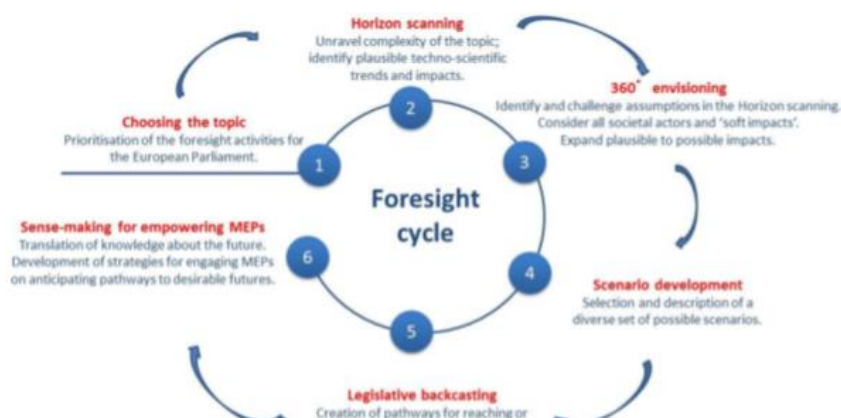 Horizon scanning
Unravel complexity of the topic;
identify plausible techno-scientific
trends and impacts.
360° envisioning
Identify and challenge assumptions in the Horizon scanning.
Consider all societal actors and 'soft impacts'.
Expand plausible to possible impacts.
Choosing the topic
Prioritisation of the foresight activities for
the European Parliament.
1
2
3
Foresight
cycle
4
5
6
Sense-making for empowering MEPs
Translation of knowledge about the future.
Development of strategies for engaging MEPs
on anticipating pathways to desirable futures.
Scenario development
Selection and description of a
diverse set of possible scenarios.
Legislative backcasting
Creation of pathways for reaching or